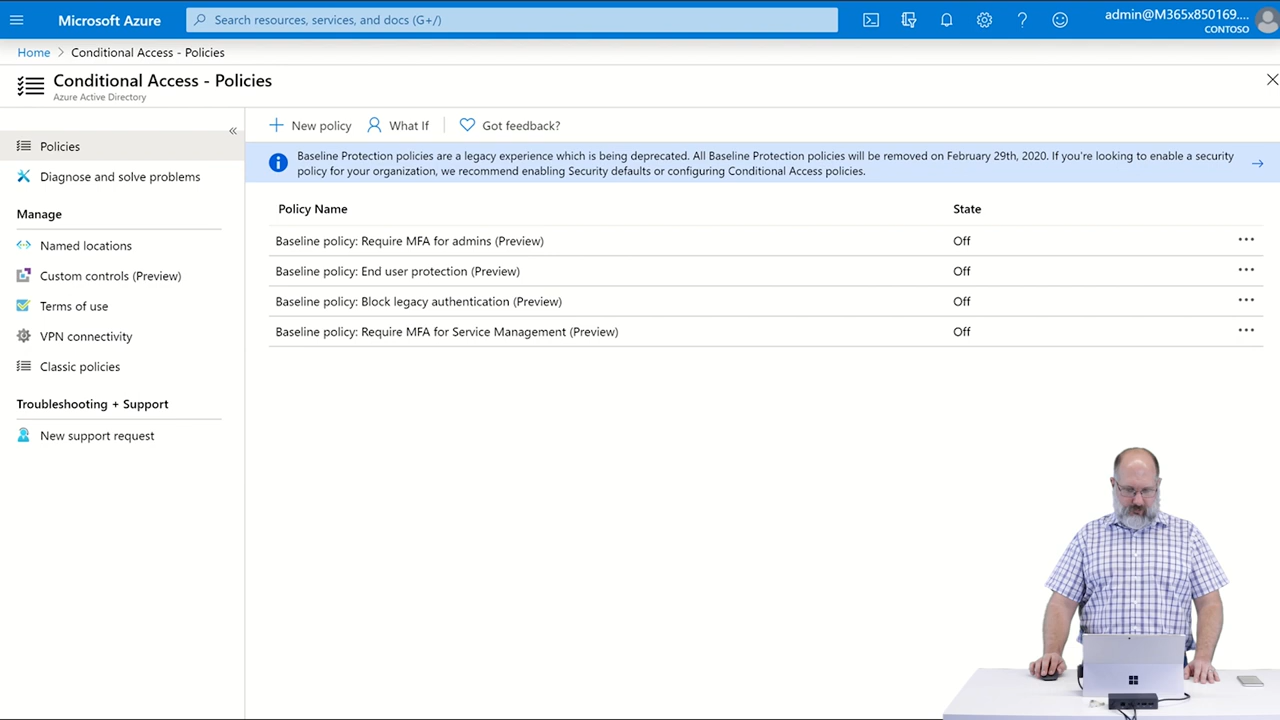 Microsoft Azure
Search resources, services, and docs (G+/)
admin@M365x850169....
CONTOSO
Home > Conditional Access - Policies
Conditional Access - Policies
Azure Active Directory
«
Policies
Diagnose and solve problems
Manage
Named locations
Custom controls (Preview)
Terms of use
VPN connectivity
Classic policies
Troubleshooting + Support
New support request
New policy
What If
Got feedback?
Baseline Protection policies are a legacy experience which is being deprecated. All Baseline Protection policies will be removed on February 29th, 2020. If you're looking to enable a security
policy for your organization, we recommend enabling Security defaults or configuring Conditional Access policies.
Policy Name State
Baseline policy: Require MFA for admins (Preview) Off
Baseline policy: End user protection (Preview) Off
Baseline policy: Block legacy authentication (Preview) Off
Baseline policy: Require MFA for Service Management (Preview) Off